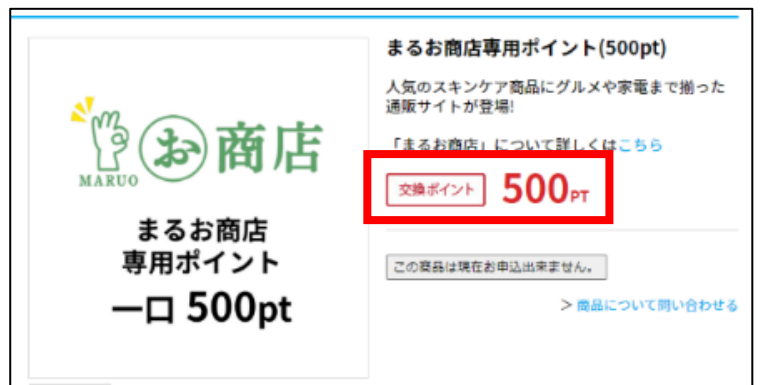 まるお商店専用ポイント(500pt)
人気のスキンケア商品にグルメや家電まで揃った
通販サイトが登場!
「まるお商店」について詳しくはこちら
交換ポイント 500PT
この商品は現在お申込出来ません。
> 商品について問い合わせる
お商店
MARUO
まるお商店
専用ポイント
一口 500pt